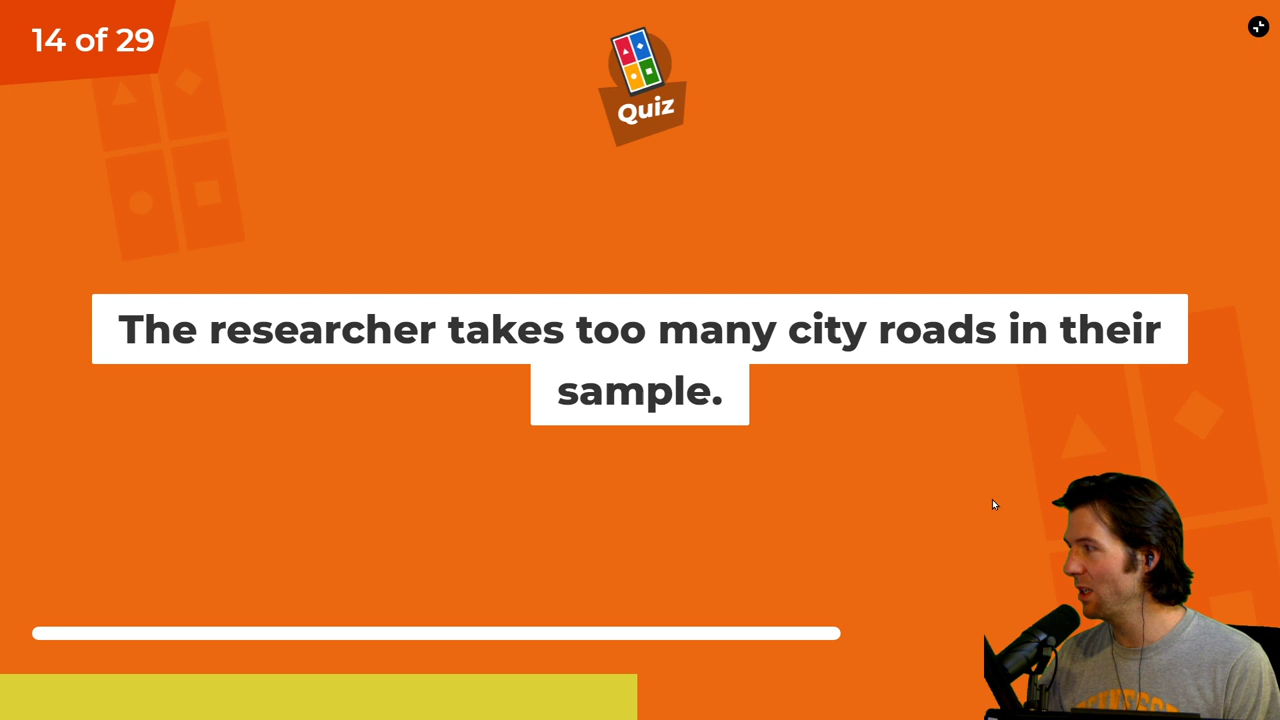 14 of 29
Quiz
The researcher takes too many city roads in their
sample.